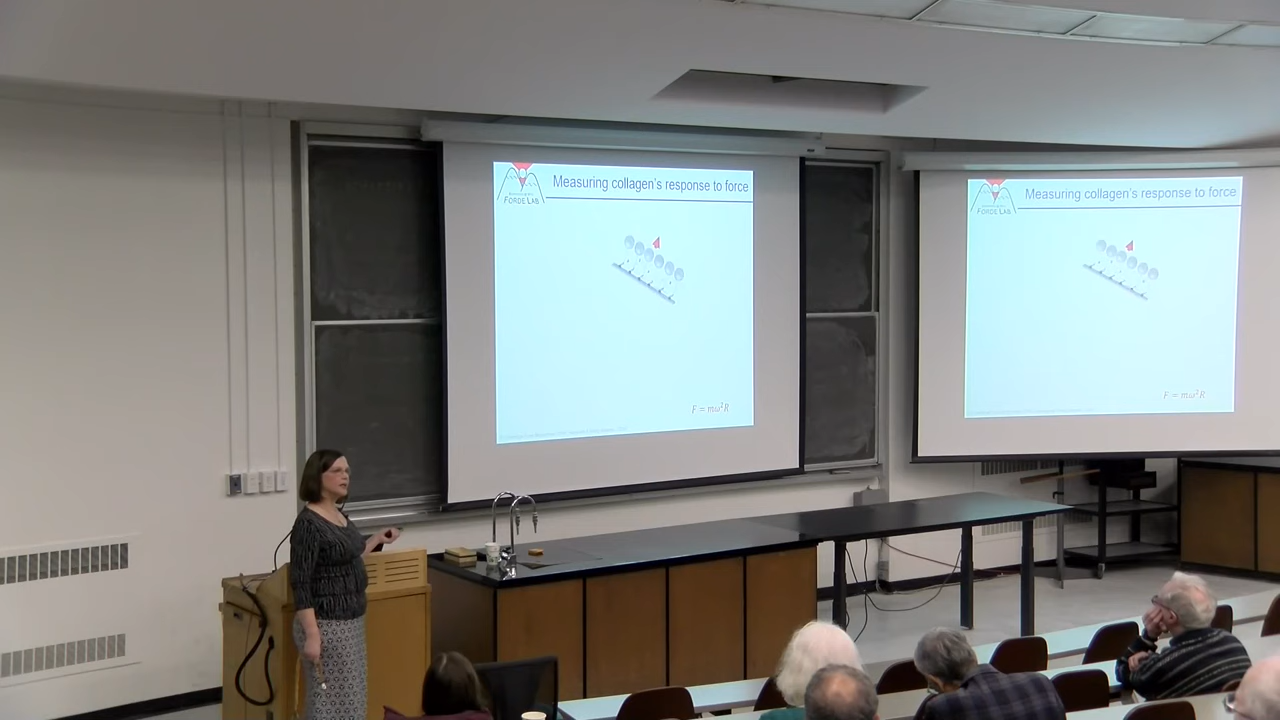 Measuring collagen's response to force
FORDE LAB
F = mω²R
Measuring collagen's response to force
FORDE LAB
F = mω²R